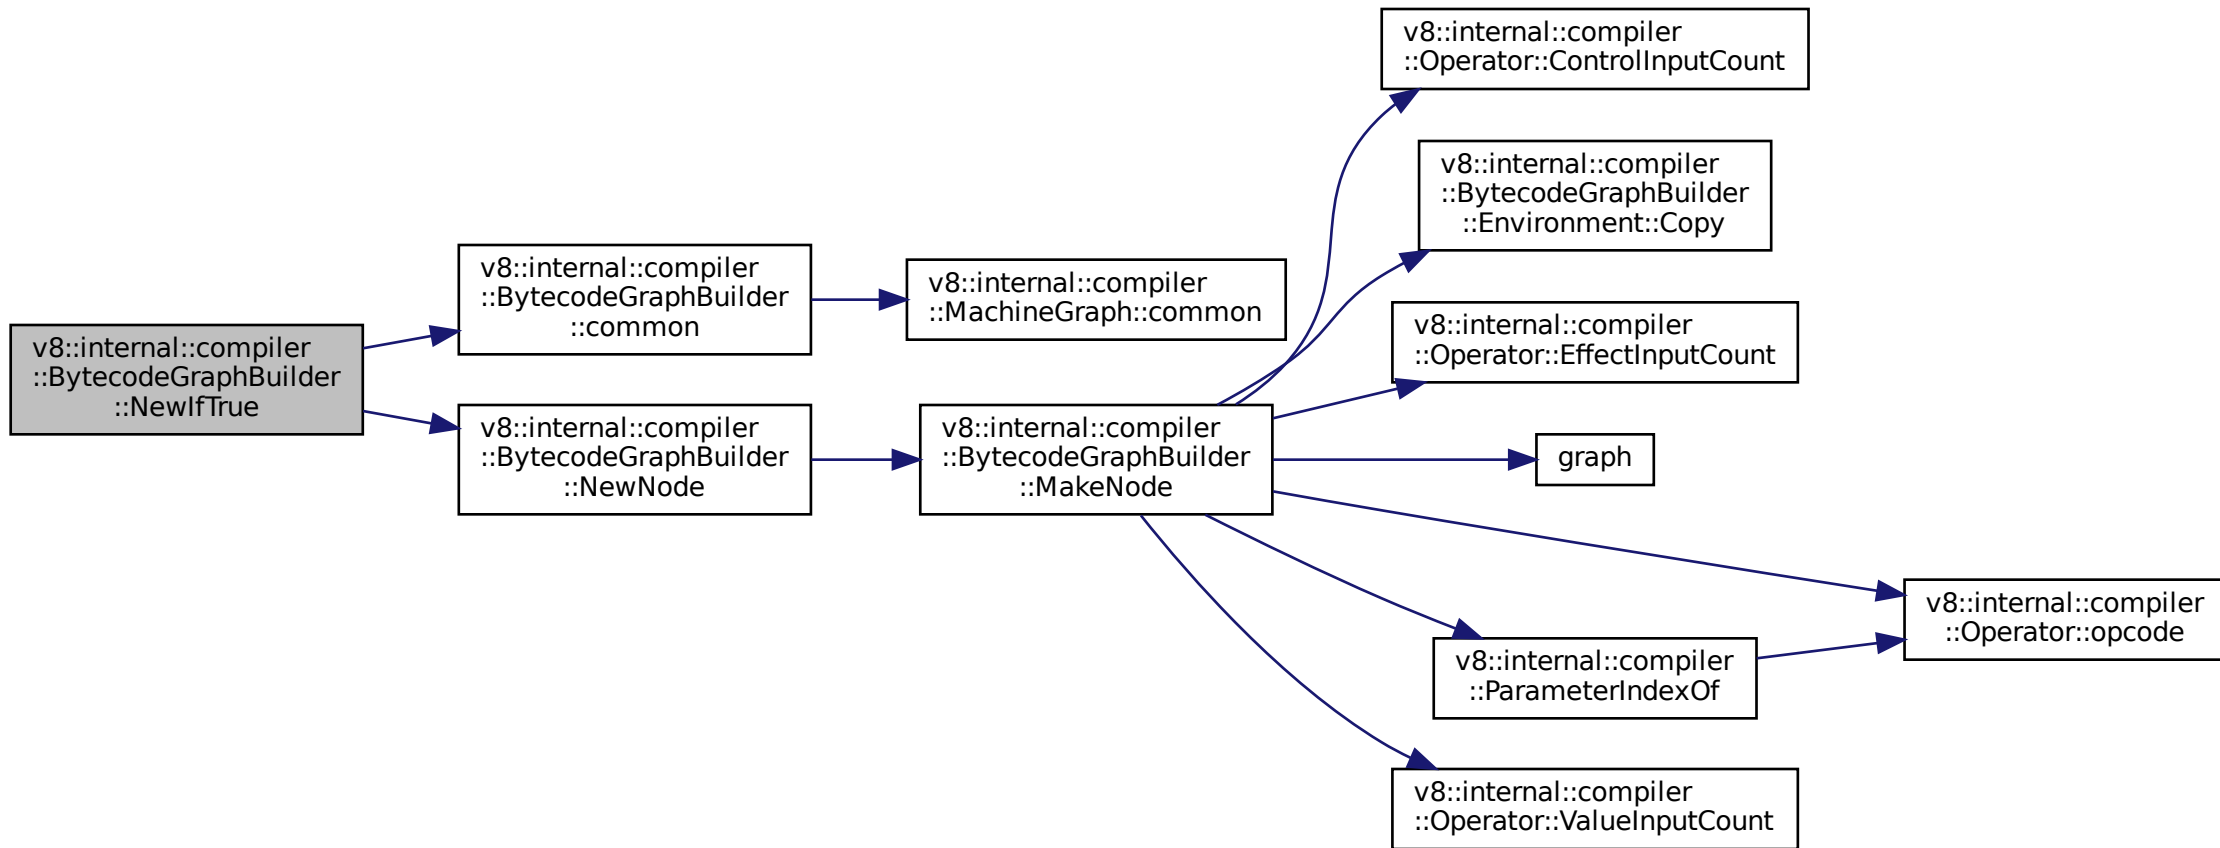 v8::internal::compiler
::BytecodeGraphBuilder
::NewIfTrue
v8::internal::compiler
::BytecodeGraphBuilder
::common
v8::internal::compiler
::MachineGraph::common
v8::internal::compiler
::BytecodeGraphBuilder
::NewNode
v8::internal::compiler
::BytecodeGraphBuilder
::MakeNode
v8::internal::compiler
::Operator::ControlInputCount
v8::internal::compiler
::BytecodeGraphBuilder
::Environment::Copy
v8::internal::compiler
::Operator::EffectInputCount
graph
v8::internal::compiler
::Operator::opcode
v8::internal::compiler
::ParameterIndexOf
v8::internal::compiler
::Operator::ValueInputCount